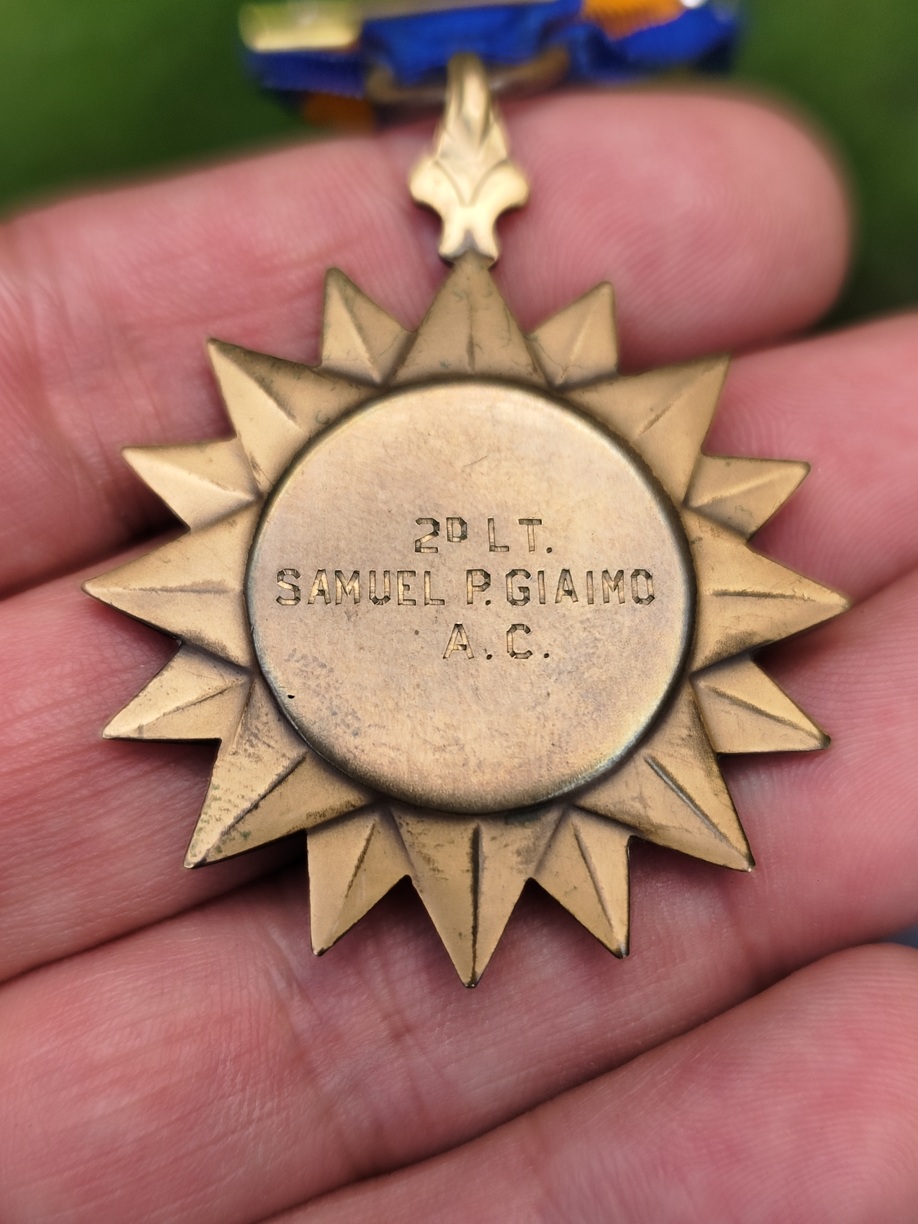 2D LT.
SAMUEL P. GIAIMO
A.C.